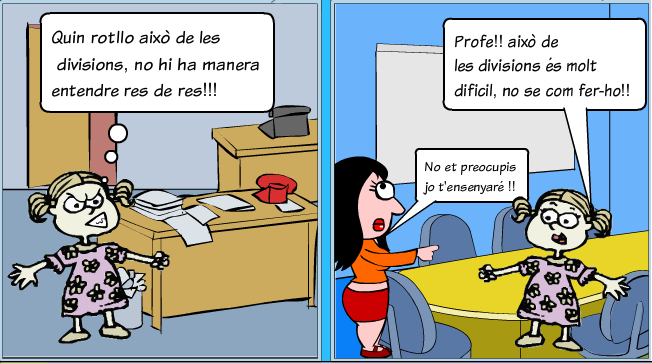 Quin rotllo això de les
divisions, no hi ha manera
entendre res de res!!!
Profe!! això de
les divisions és molt
dificil, no se com fer-ho!!
No et preocupis
jo t'ensenyaré !!